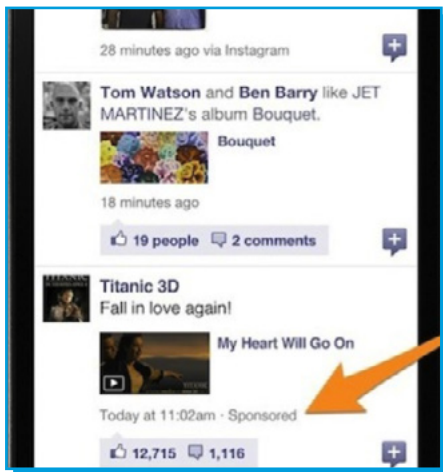 28 minutes ago via Instagram
Tom Watson and Ben Barry like JET
MARTINEZ's album Bouquet.
Bouquet
18 minutes ago
19 people 2 comments
TITANIC
Titanic 3D
Fall in love again!
My Heart Will Go On
TITANIC
Today at 11:02am · Sponsored
12,715 1,116